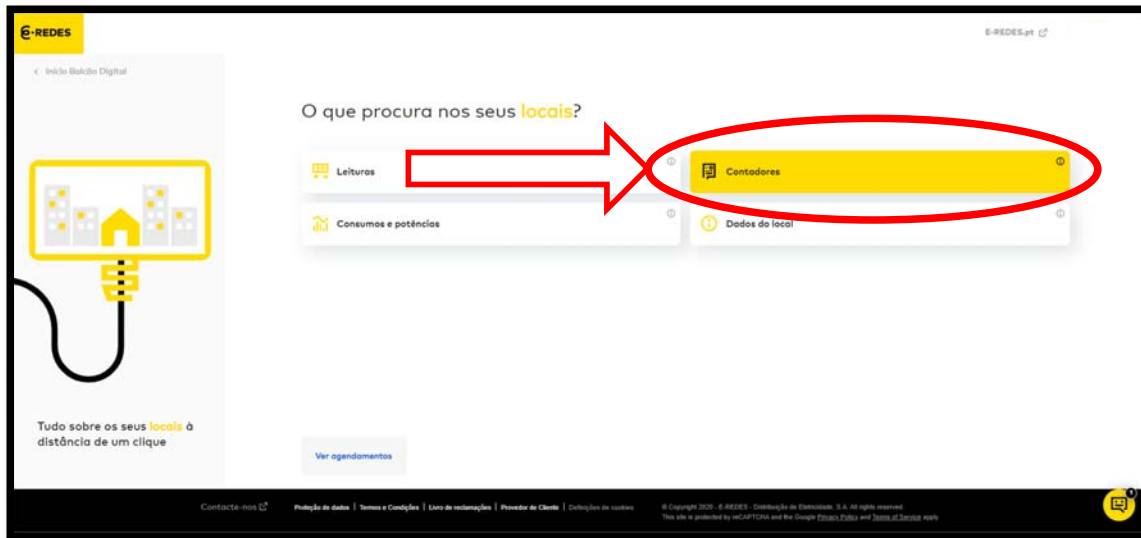 e-REDES
E-REDES.pt
< Início Balcão Digital
O que procura nos seus locais?
Leituras
Contadores
Consumos e potências
Dados do local
Tudo sobre os seus locais à
distância de um clique
Ver agendamentos
Contacte-nos
Proteção de dados | Termos e Condições | Livro de reclamações | Provedor do Cliente | Definições de cookies
© Copyright 2020 - E-REDES - Distribuição de Eletricidade, S.A. All rights reserved
This site is protected by reCAPTCHA and the Google Privacy Policy and Terms of Service apply.
1